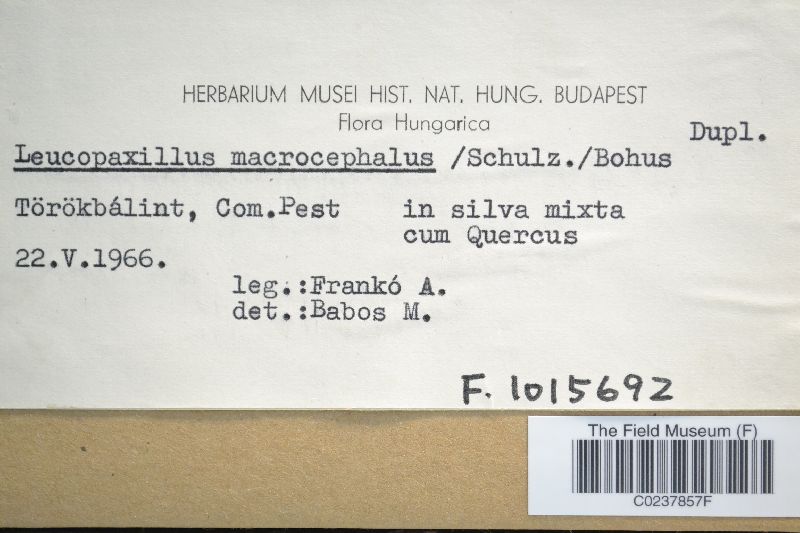 HERBARIUM MUSEI HIST. NAT. HUNG. BUDAPEST
Flora Hungarica
Dupl.
Leucopaxillus macrocephalus /Schulz./Bohus
Törökbálint, Com.Pest in silva mixta
cum Quercus
22.V.1966.
leg.:Frankó A.
det.:Babos M.
F. 1015692
The Field Museum (F)
C0237857F